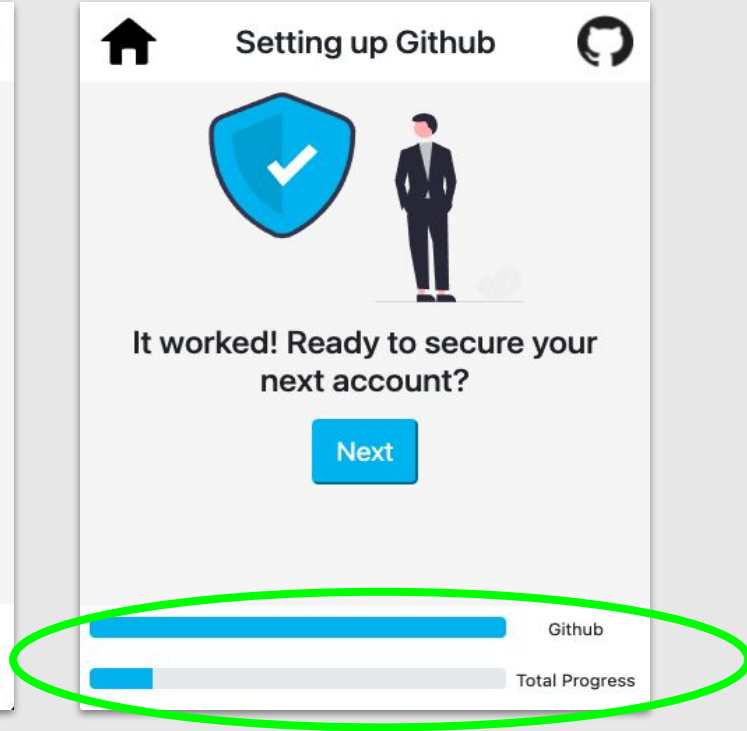 Setting up Github
It worked! Ready to secure your
next account?
Next
Github
Total Progress